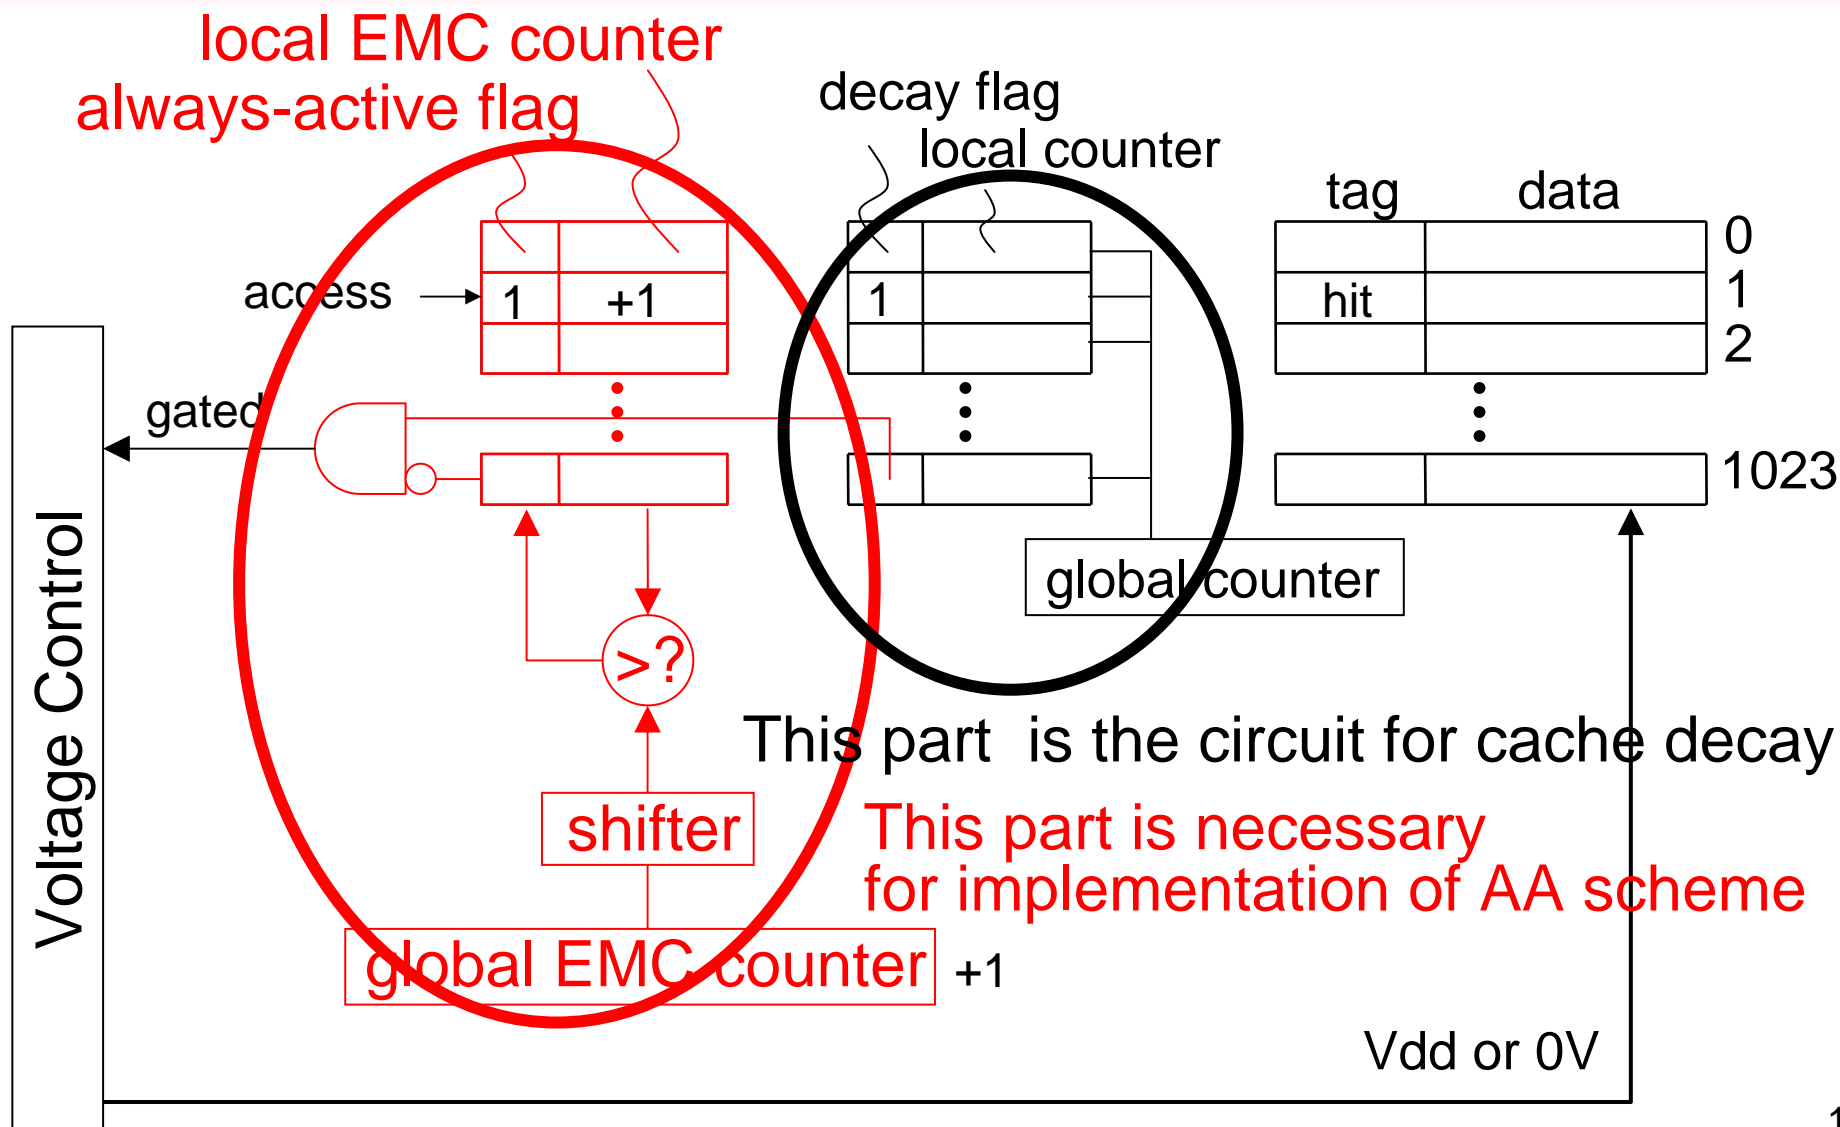 local EMC counter
always-active flag
decay flag
local counter
tag data
0
access 1 +1 1 hit 1
2
gated
1023
Voltage Control
global counter
>?
This part is the circuit for cache decay
shifter
This part is necessary
for implementation of AA scheme
global EMC counter +1
Vdd or 0V